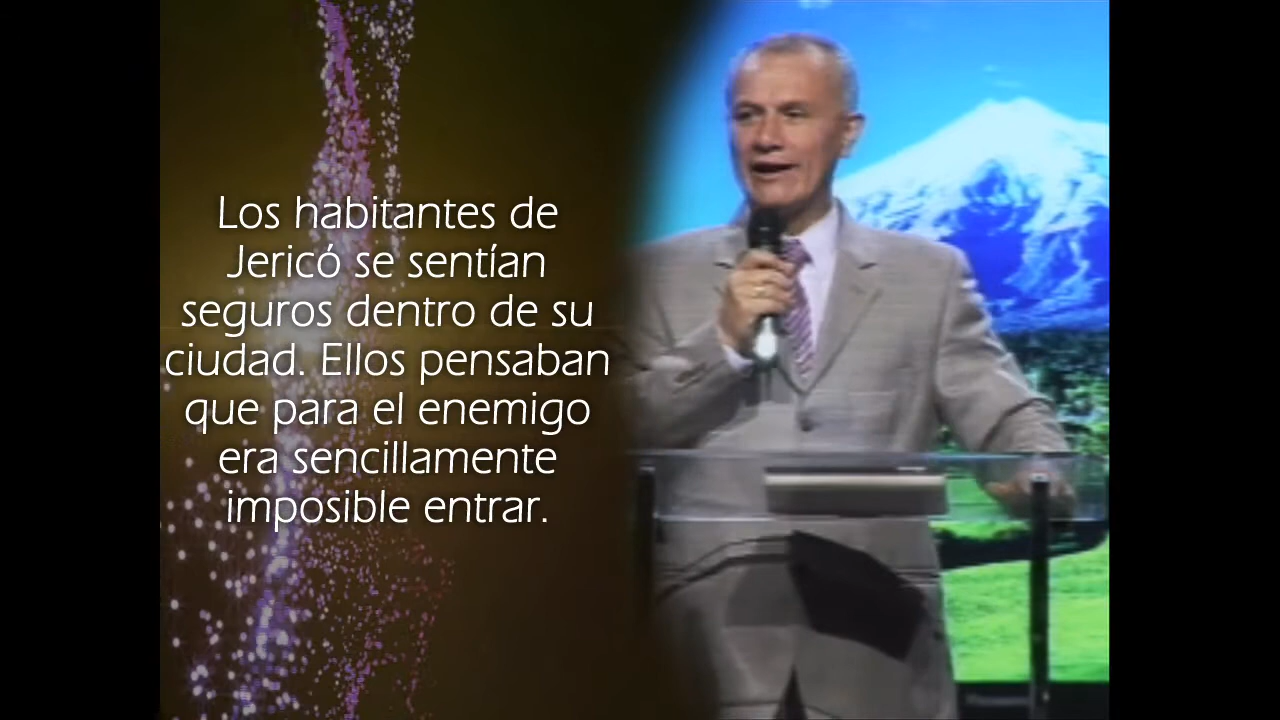 Los habitantes de
Jericó se sentían
seguros dentro de su
ciudad. Ellos pensaban
que para el enemigo
era sencillamente
imposible entrar.